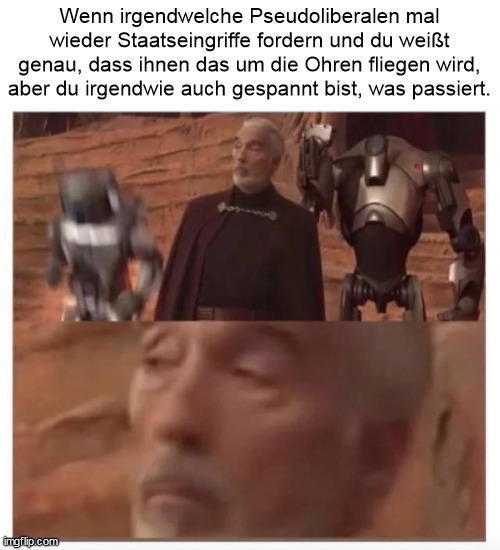 Wenn irgendwelche Pseudoliberalen mal
wieder Staatseingriffe fordern und du weißt
genau, dass ihnen das um die Ohren fliegen wird,
aber du irgendwie auch gespannt bist, was passiert.
imgflip.com